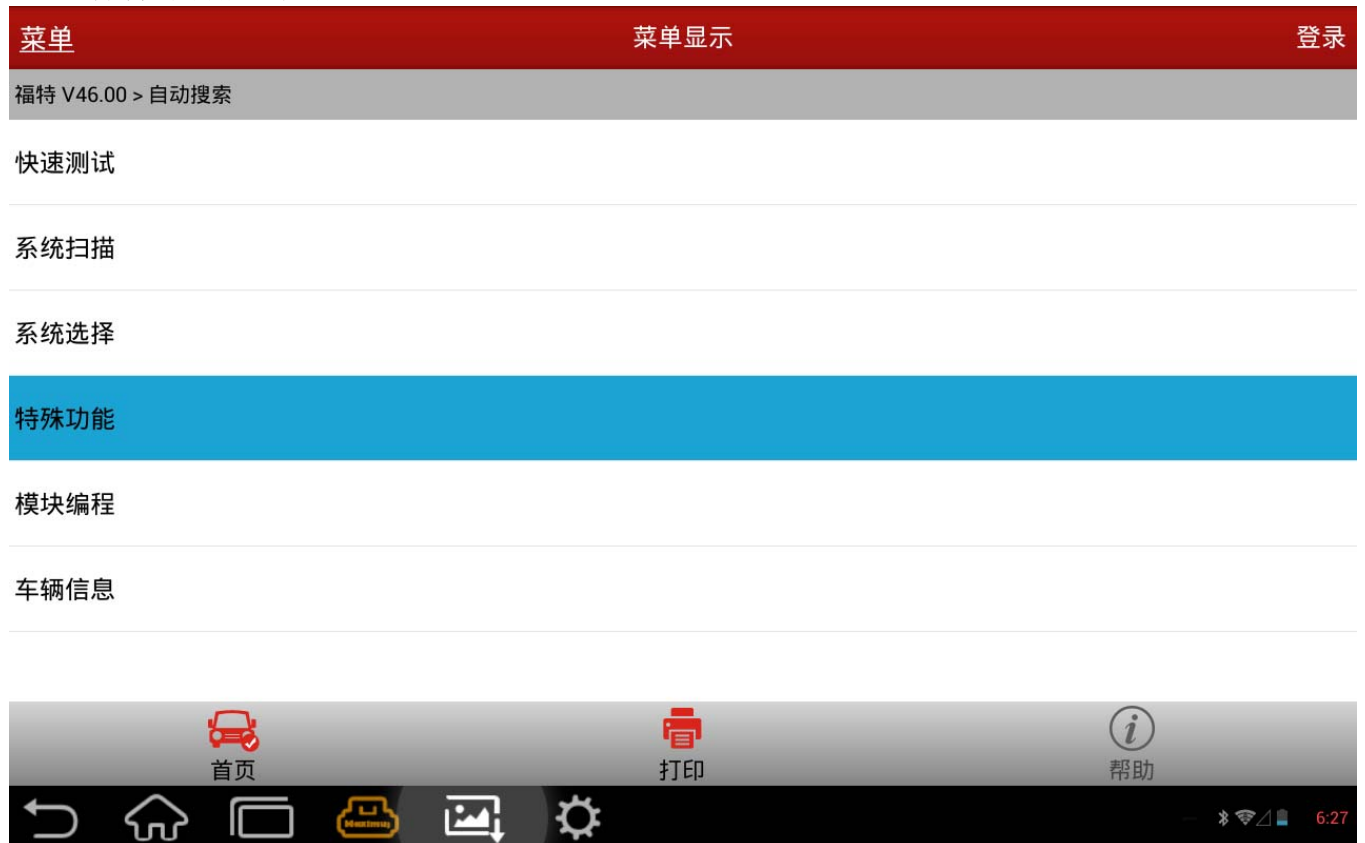 菜单 菜单显示 登录
福特 V46.00 > 自动搜索
快速测试
系统扫描
系统选择
特殊功能
模块编程
车辆信息
首页 打印 帮助
6:27